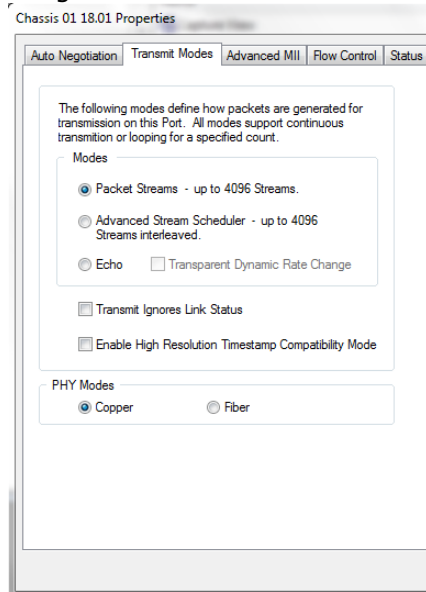 Chassis 01 18.01 Properties
Auto Negotiation Transmit Modes Advanced MII Flow Control Status
The following modes define how packets are generated for
transmission on this Port. All modes support continuous
transmition or looping for a specified count.
Modes
Packet Streams - up to 4096 Streams.
Advanced Stream Scheduler - up to 4096
Streams interleaved.
Echo Transparent Dynamic Rate Change
Transmit Ignores Link Status
Enable High Resolution Timestamp Compatibility Mode
PHY Modes
Copper Fiber